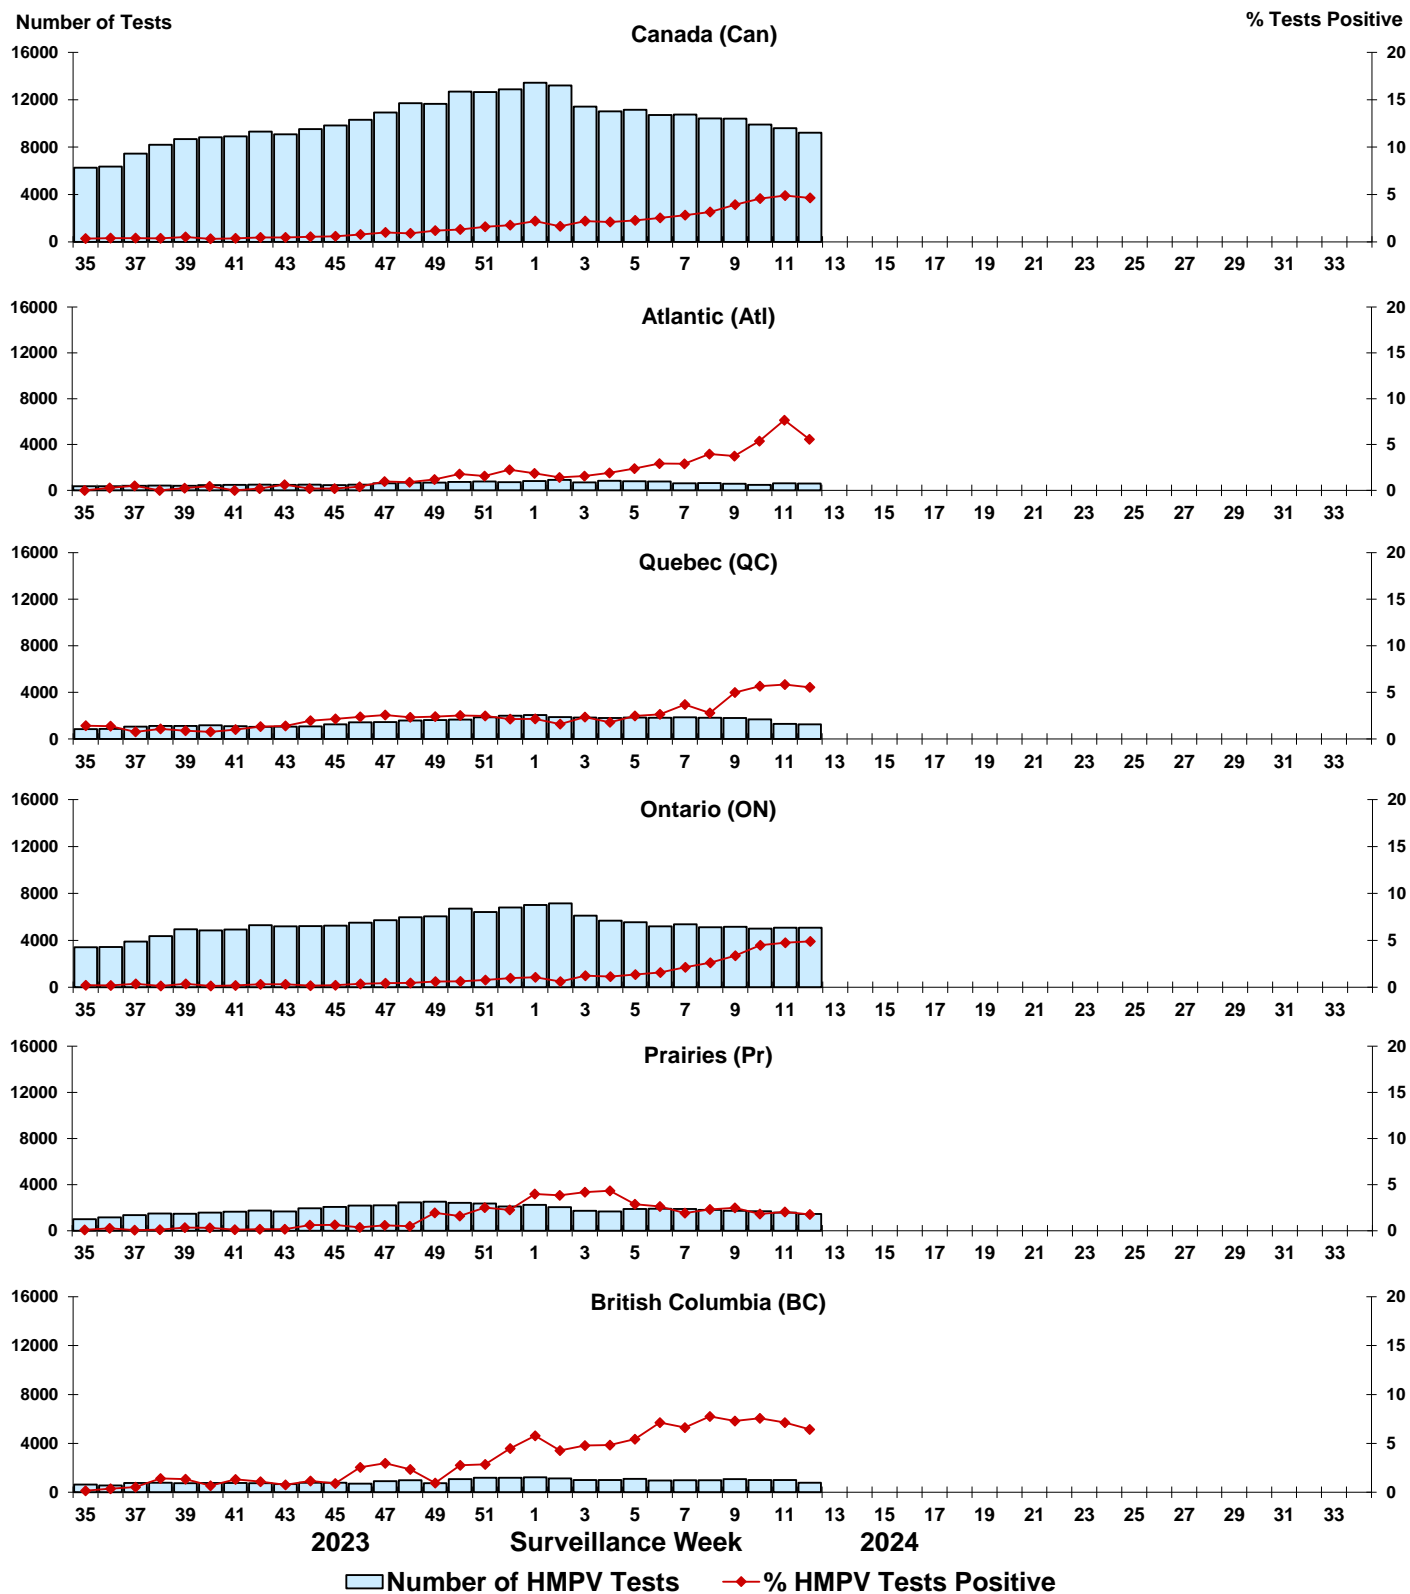 Number of Tests % Tests Positive
Canada (Can)
16000 20
12000 15
8000 10
4000 5
0 0
35 37 39 41 43 45 47 49 51 1 3 5 7 9 11 13 15 17 19 21 23 25 27 29 31 33
Atlantic (Atl)
16000 20
12000 15
8000 10
4000 5
0 0
35 37 39 41 43 45 47 49 51 1 3 5 7 9 11 13 15 17 19 21 23 25 27 29 31 33
Quebec (QC)
16000 20
12000 15
8000 10
4000 5
0 0
35 37 39 41 43 45 47 49 51 1 3 5 7 9 11 13 15 17 19 21 23 25 27 29 31 33
Ontario (ON)
16000 20
12000 15
8000 10
4000 5
0 0
35 37 39 41 43 45 47 49 51 1 3 5 7 9 11 13 15 17 19 21 23 25 27 29 31 33
Prairies (Pr)
16000 20
12000 15
8000 10
4000 5
0 0
35 37 39 41 43 45 47 49 51 1 3 5 7 9 11 13 15 17 19 21 23 25 27 29 31 33
British Columbia (BC)
16000 20
12000 15
8000 10
4000 5
0 0
35 37 39 41 43 45 47 49 51 1 3 5 7 9 11 13 15 17 19 21 23 25 27 29 31 33
2023 Surveillance Week 2024
Number of HMPV Tests % HMPV Tests Positive